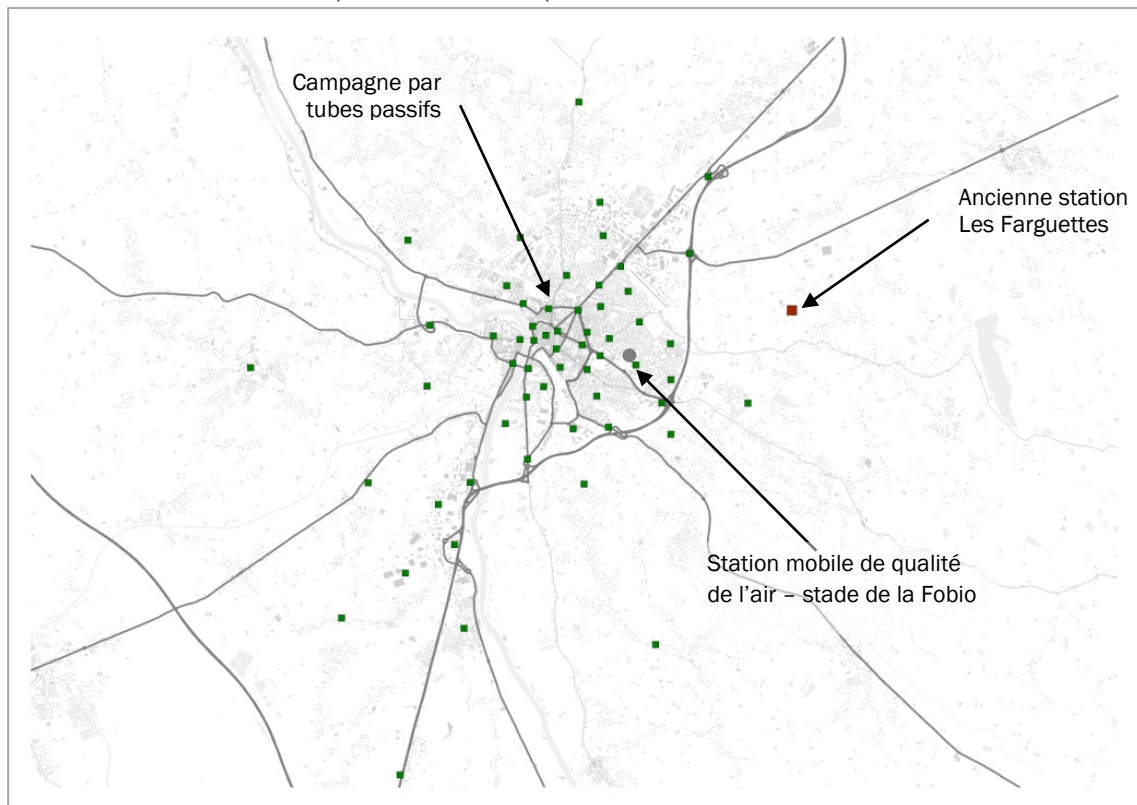 Campagne par
tubes passifs
Ancienne station
Les Farguettes
Station mobile de qualité
de l'air – stade de la Fobio